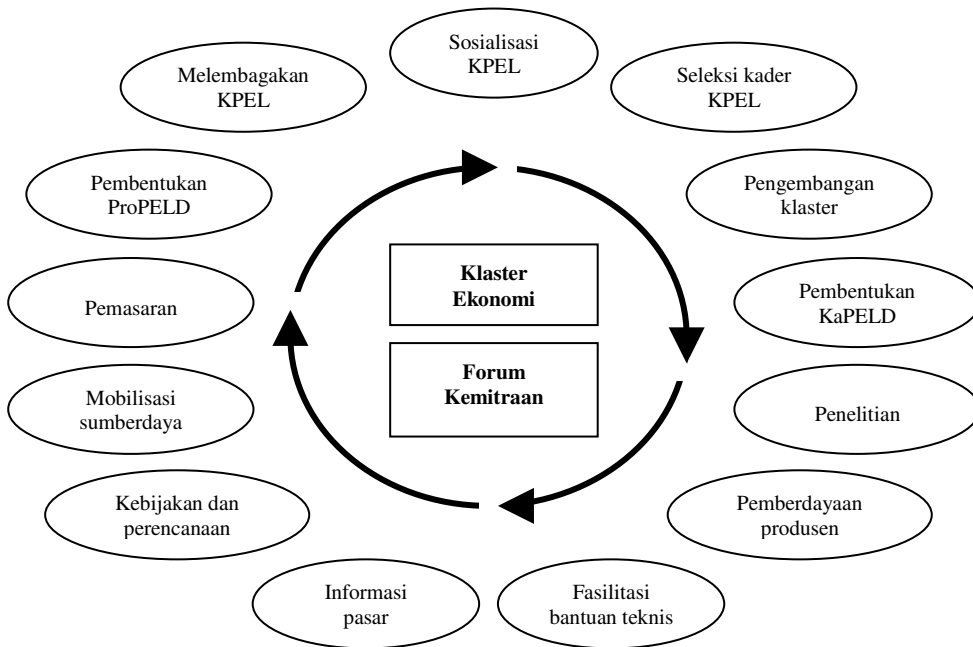 Sosialisasi
KPEL
Seleksi kader
KPEL
Pengembangan
klaster
Pembentukan
KaPELD
Penelitian
Pemberdayaan
produsen
Fasilitasi
bantuan teknis
Informasi
pasar
Kebijakan dan
perencanaan
Mobilisasi
sumberdaya
Pemasaran
Pembentukan
ProPELD
Melembagakan
KPEL
Klaster
Ekonomi
Forum
Kemitraan